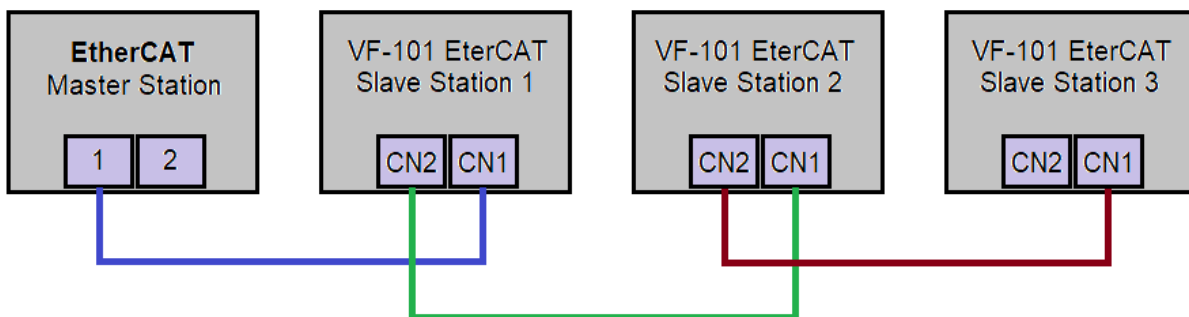 EtherCAT
Master Station
1
2
VF-101 EterCAT
Slave Station 1
CN2
CN1
VF-101 EterCAT
Slave Station 2
CN2
CN1
VF-101 EterCAT
Slave Station 3
CN2
CN1